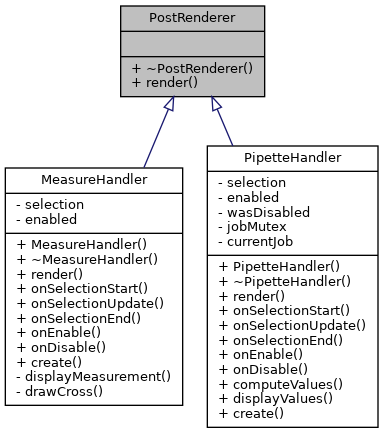 PostRenderer
+ ~PostRenderer()
+ render()
MeasureHandler
- selection
- enabled
+ MeasureHandler()
+ ~MeasureHandler()
+ render()
+ onSelectionStart()
+ onSelectionUpdate()
+ onSelectionEnd()
+ onEnable()
+ onDisable()
+ create()
- displayMeasurement()
- drawCross()
PipetteHandler
- selection
- enabled
- wasDisabled
- jobMutex
- currentJob
+ PipetteHandler()
+ ~PipetteHandler()
+ render()
+ onSelectionStart()
+ onSelectionUpdate()
+ onSelectionEnd()
+ onEnable()
+ onDisable()
+ computeValues()
+ displayValues()
+ create()